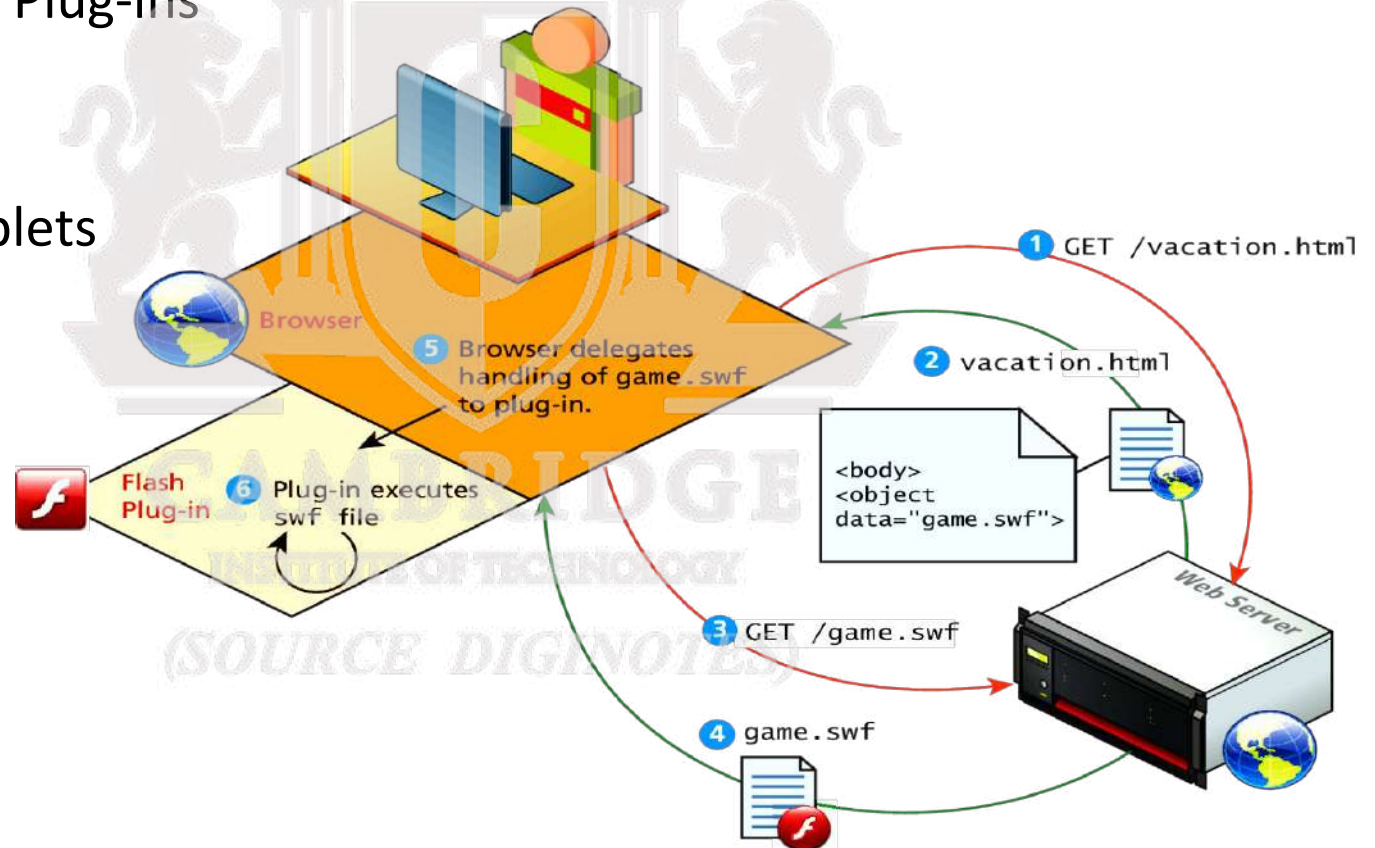 Plug-ins
plets
1 GET /vacation.html
Browser
5 Browser delegates
handling of game.swf
to plug-in.
2 vacation.html
<body>
<object
data="game.swf">
Flash
Plug-in
6 Plug-in executes
swf file
CAMBRIDGE
INSTITUTE OF TECHNOLOGY
(SOURCE DIGINOTES)
Web Server
3 GET /game.swf
4 game.swf